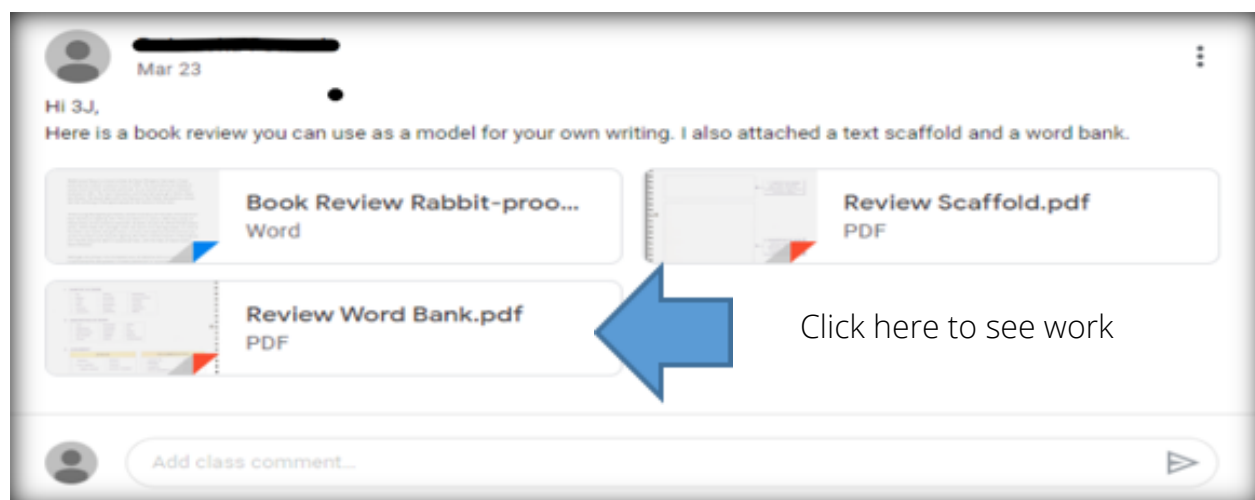 Mar 23
Hi 3J,
Here is a book review you can use as a model for your own writing. I also attached a text scaffold and a word bank.
Book Review Rabbit-proo...
Word
Review Scaffold.pdf
PDF
Review Word Bank.pdf
PDF
Click here to see work
Add class comment...